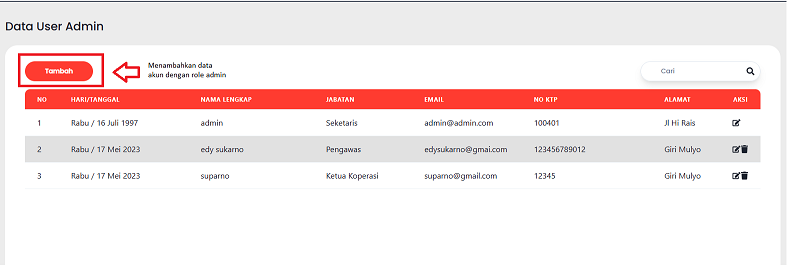 Data User Admin
Tambah
Menambahkan data
akun dengan role admin
Cari
NO HARI/TANGGAL NAMA LENGKAP JABATAN EMAIL NO KTP ALAMAT AKSI
1 Rabu / 16 Juli 1997 admin Seketaris admin@admin.com 100401 Jl Hi Rais
2 Rabu / 17 Mei 2023 edy sukarno Pengawas edysukarno@gmai.com 123456789012 Giri Mulyo
3 Rabu / 17 Mei 2023 suparno Ketua Koperasi suparno@gmail.com 12345 Giri Mulyo